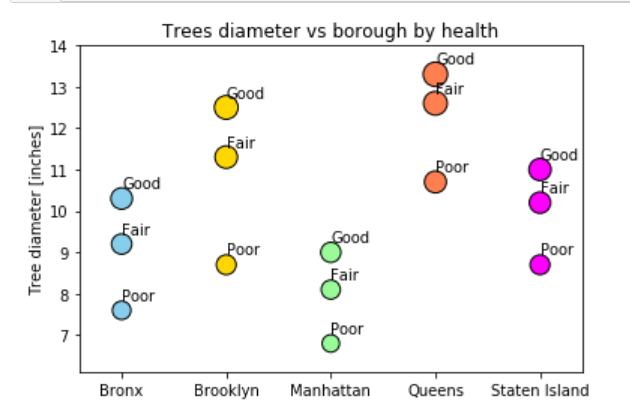 Trees diameter vs borough by health
Tree diameter [inches]
14
13
12
11
10
9
8
7
Good
Fair
Poor
Good
Fair
Poor
Good
Fair
Poor
Good
Fair
Poor
Good
Fair
Poor
Bronx
Brooklyn
Manhattan
Queens
Staten Island